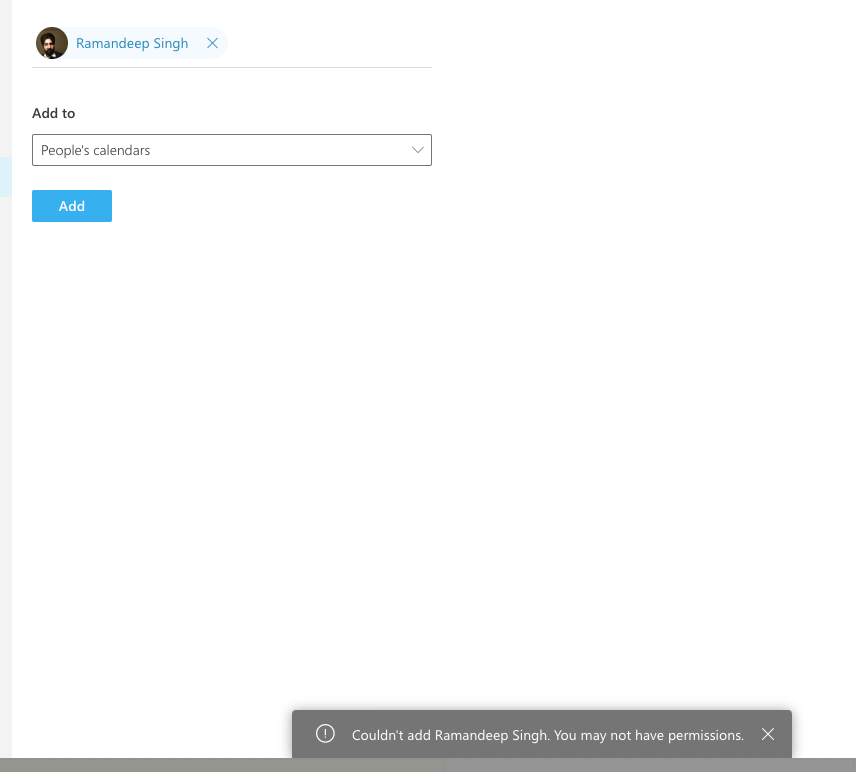 Ramandeep Singh
Add to
People's calendars
Add
Couldn't add Ramandeep Singh. You may not have permissions.